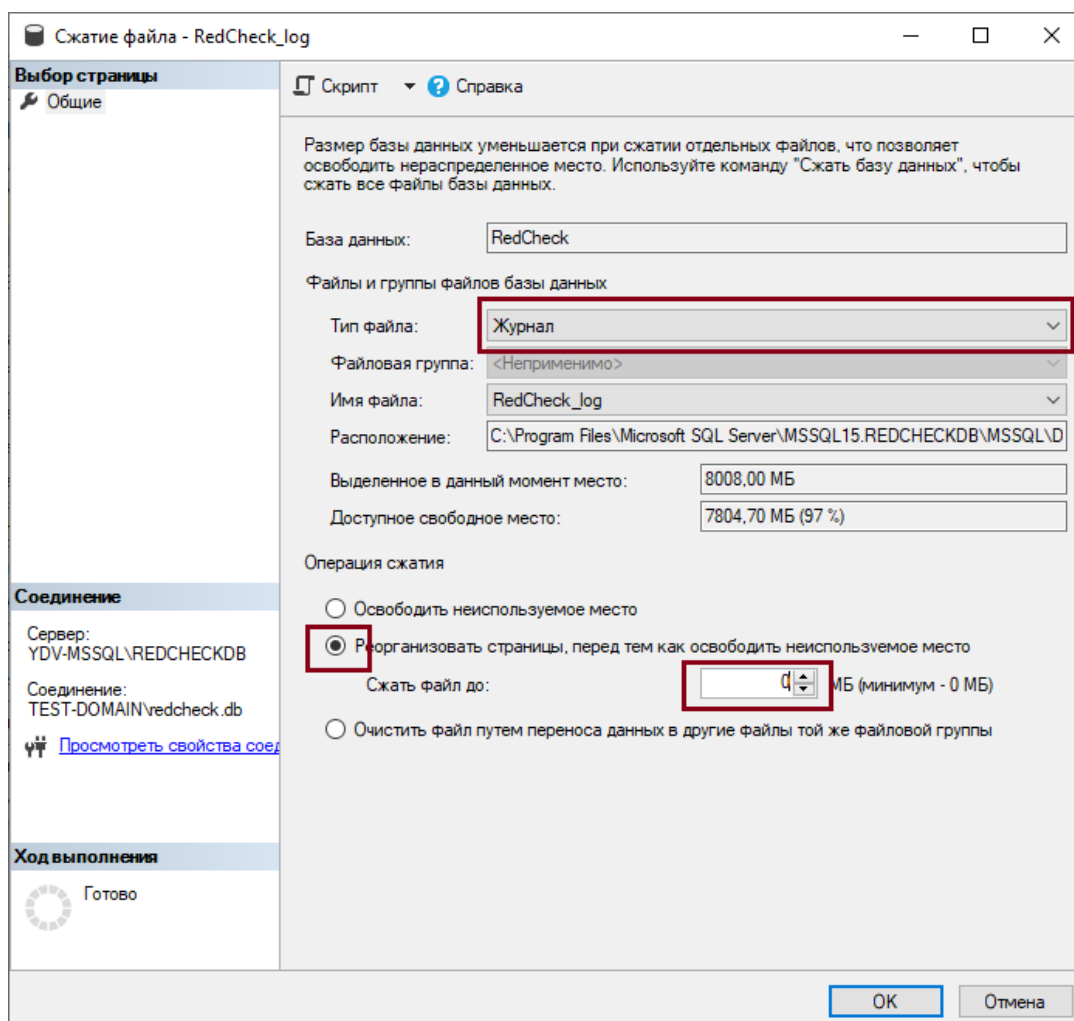 Сжатие файла - RedCheck_log
Выбор страницы
Общие
Скрипт
Справка
Размер базы данных уменьшается при сжатии отдельных файлов, что позволяет
освободить нераспределенное место. Используйте команду "Сжать базу данных", чтобы
сжать все файлы базы данных.
База данных:
RedCheck
Файлы и группы файлов базы данных
Тип файла:
Журнал
Файловая группа:
<Неприменимо>
Имя файла:
RedCheck_log
Расположение:
C:\Program Files\Microsoft SQL Server\MSSQL15.REDCHECKDB\MSSQL\D
Выделенное в данный момент место:
8008,00 МБ
Доступное свободное место:
7804,70 МБ (97 %)
Операция сжатия
Освободить неиспользуемое место
Реорганизовать страницы, перед тем как освободить неиспользуемое место
Сжать файл до:
0
МБ (минимум - 0 МБ)
Очистить файл путем переноса данных в другие файлы той же файловой группы
Соединение
Сервер:
YDV-MSSQL\REDCHECKDB
Соединение:
TEST-DOMAIN\redcheck.db
Просмотреть свойства соед
Ход выполнения
Готово
OK
Отмена